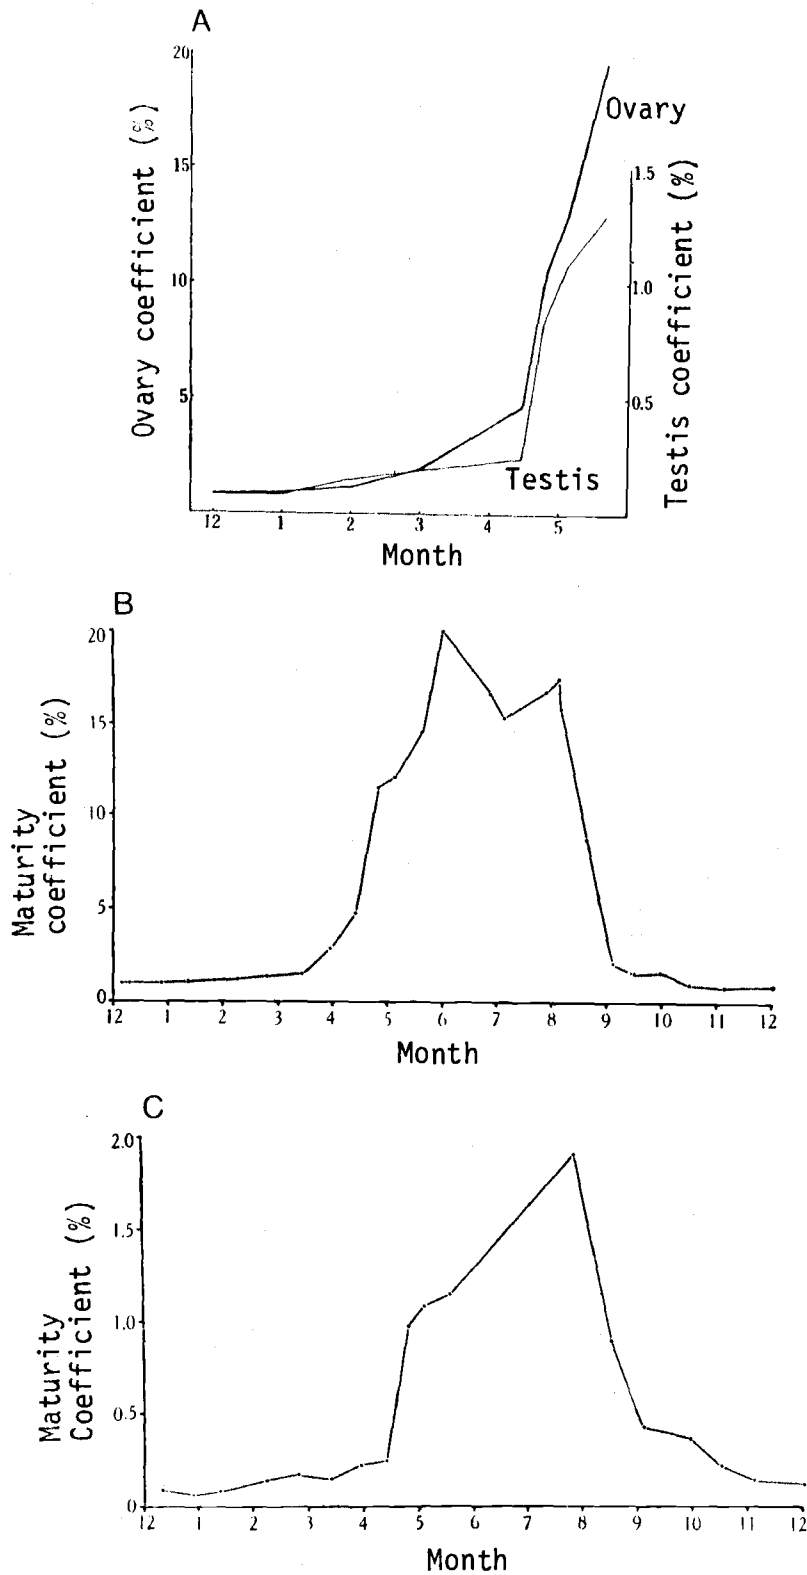 A
20
15
10
5
Ovary coefficient (%)
Ovary
1.5
1.0
0.5
Testis coefficient (%)
Testis
12 1 2 3 4 5
Month
B
20
15
10
5
0
Maturity
coefficient (%)
12 1 2 3 4 5 6 7 8 9 10 11 12
Month
C
2.0
1.5
1.0
0.5
0
Maturity
Coefficient (%)
12 1 2 3 4 5 6 7 8 9 10 11 12
Month